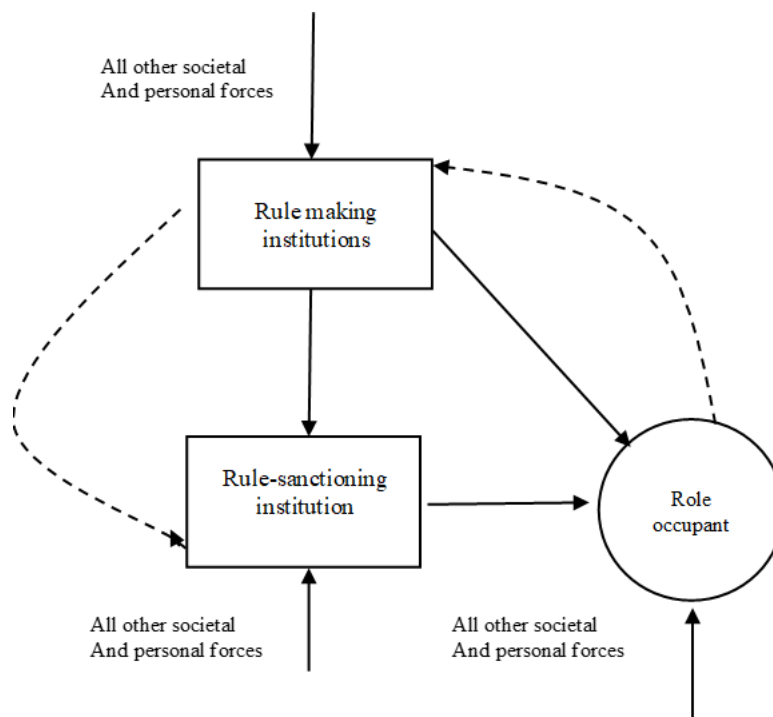 All other societal
And personal forces
Rule making
institutions
Rule-sanctioning
institution
Role
occupant
All other societal
And personal forces
All other societal
And personal forces